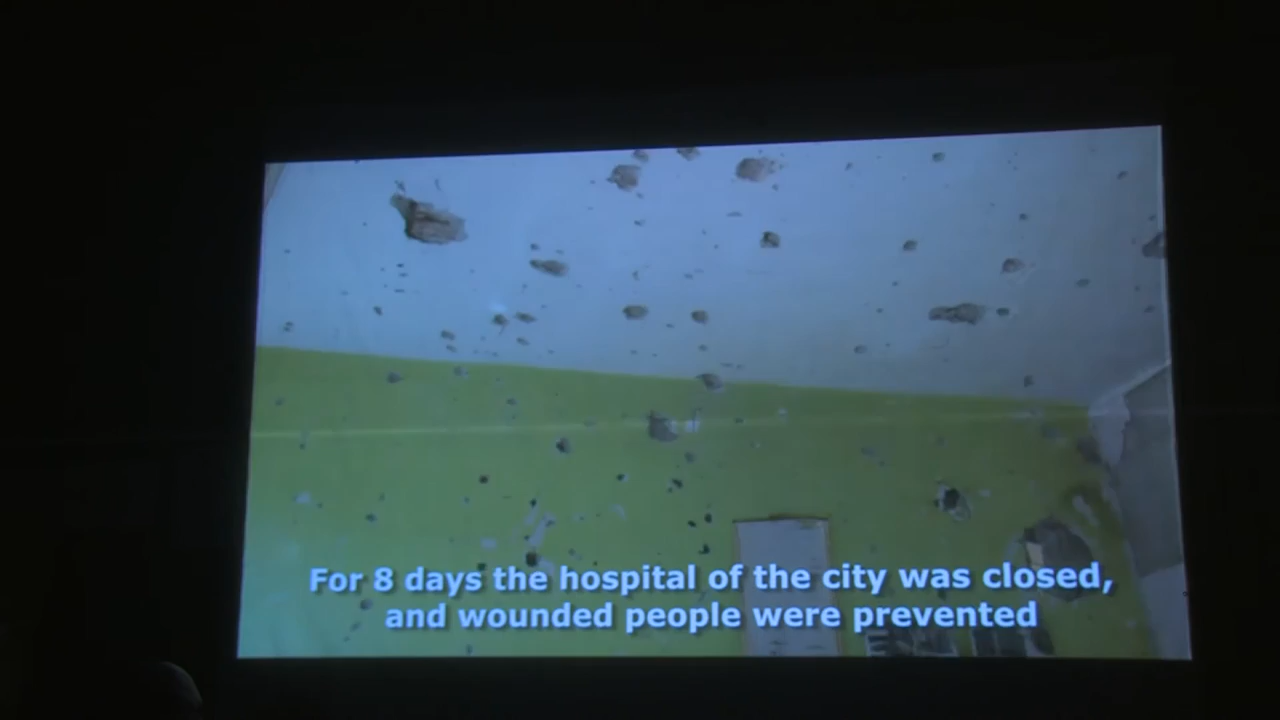 For 8 days the hospital of the city was closed,
and wounded people were prevented